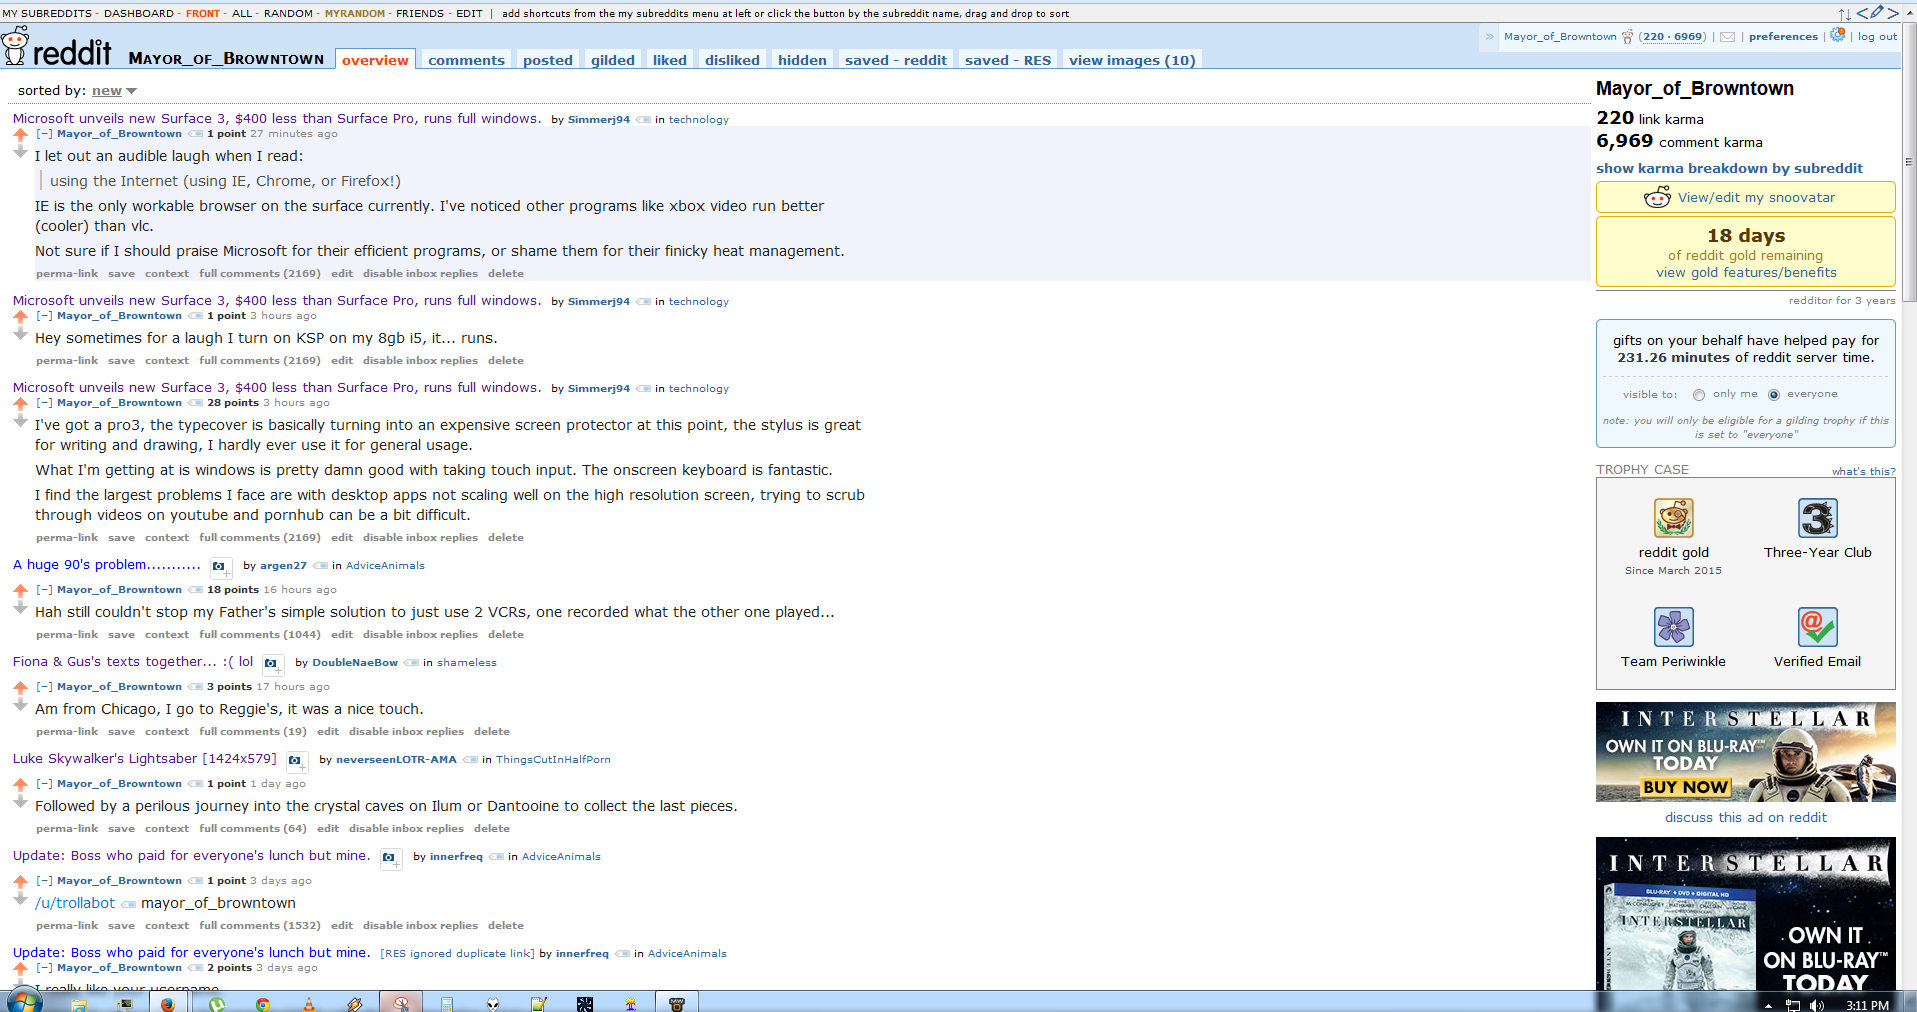 MY SUBREDDITS - DASHBOARD - FRONT - ALL - RANDOM - MYRANDOM - FRIENDS - EDIT | add shortcuts from the my subreddits menu at left or click the button by the subreddit name, drag and drop to sort
reddit MAYOR_OF_BROWNTOWN overview comments posted gilded liked disliked hidden saved - reddit saved - RES view images (10)
Mayor_of_Browntown (220 · 6969) | | preferences | | log out
sorted by: new
Microsoft unveils new Surface 3, $400 less than Surface Pro, runs full windows. by Simmerj94 in technology
[–] Mayor_of_Browntown 1 point 27 minutes ago
I let out an audible laugh when I read:
using the Internet (using IE, Chrome, or Firefox!)
IE is the only workable browser on the surface currently. I've noticed other programs like xbox video run better
(cooler) than vlc.
Not sure if I should praise Microsoft for their efficient programs, or shame them for their finicky heat management.
perma-link save context full comments (2169) edit disable inbox replies delete
Microsoft unveils new Surface 3, $400 less than Surface Pro, runs full windows. by Simmerj94 in technology
[–] Mayor_of_Browntown 1 point 3 hours ago
Hey sometimes for a laugh I turn on KSP on my 8gb i5, it... runs.
perma-link save context full comments (2169) edit disable inbox replies delete
Microsoft unveils new Surface 3, $400 less than Surface Pro, runs full windows. by Simmerj94 in technology
[–] Mayor_of_Browntown 28 points 3 hours ago
I've got a pro3, the typecover is basically turning into an expensive screen protector at this point, the stylus is great
for writing and drawing, I hardly ever use it for general usage.
What I'm getting at is windows is pretty damn good with taking touch input. The onscreen keyboard is fantastic.
I find the largest problems I face are with desktop apps not scaling well on the high resolution screen, trying to scrub
through videos on youtube and pornhub can be a bit difficult.
perma-link save context full comments (2169) edit disable inbox replies delete
A huge 90's problem........... by argen27 in AdviceAnimals
[–] Mayor_of_Browntown 18 points 16 hours ago
Hah still couldn't stop my Father's simple solution to just use 2 VCRs, one recorded what the other one played...
perma-link save context full comments (1044) edit disable inbox replies delete
Fiona & Gus's texts together... :( lol by DoubleNaeBow in shameless
[–] Mayor_of_Browntown 3 points 17 hours ago
Am from Chicago, I go to Reggie's, it was a nice touch.
perma-link save context full comments (19) edit disable inbox replies delete
Luke Skywalker's Lightsaber [1424x579] by neverseenLOTR-AMA in ThingsCutInHalfPorn
[–] Mayor_of_Browntown 1 point 1 day ago
Followed by a perilous journey into the crystal caves on Ilum or Dantooine to collect the last pieces.
perma-link save context full comments (64) edit disable inbox replies delete
Update: Boss who paid for everyone's lunch but mine. by innerfreq in AdviceAnimals
[–] Mayor_of_Browntown 1 point 3 days ago
/u/trollabot mayor_of_browntown
perma-link save context full comments (1532) edit disable inbox replies delete
Update: Boss who paid for everyone's lunch but mine. [RES ignored duplicate link] by innerfreq in AdviceAnimals
[–] Mayor_of_Browntown 2 points 3 days ago
I really like your username
Mayor_of_Browntown
220 link karma
6,969 comment karma
show karma breakdown by subreddit
View/edit my snoovatar
18 days
of reddit gold remaining
view gold features/benefits
redditor for 3 years
gifts on your behalf have helped pay for
231.26 minutes of reddit server time.
visible to: only me everyone
note: you will only be eligible for a gilding trophy if this
is set to "everyone"
TROPHY CASE what's this?
reddit gold
Since March 2015
3
Three-Year Club
Team Periwinkle
Verified Email
INTERSTELLAR
OWN IT ON BLU-RAY™
TODAY
BUY NOW
discuss this ad on reddit
INTERSTELLAR
BLU-RAY + DVD + DIGITAL HD
INTERSTELLAR
OWN IT
ON BLU-RAY™
TODAY
3:11 PM